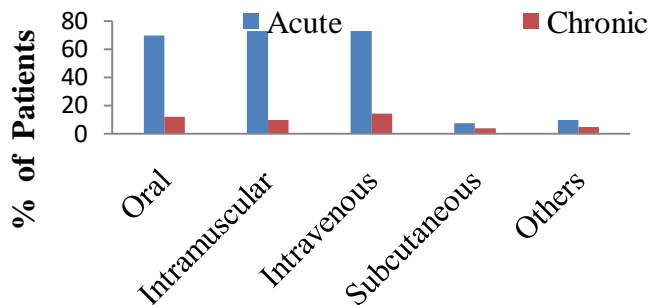 Acute
Chronic
% of Patients
80
60
40
20
0
Oral
Intramuscular
Intravenous
Subcutaneous
Others